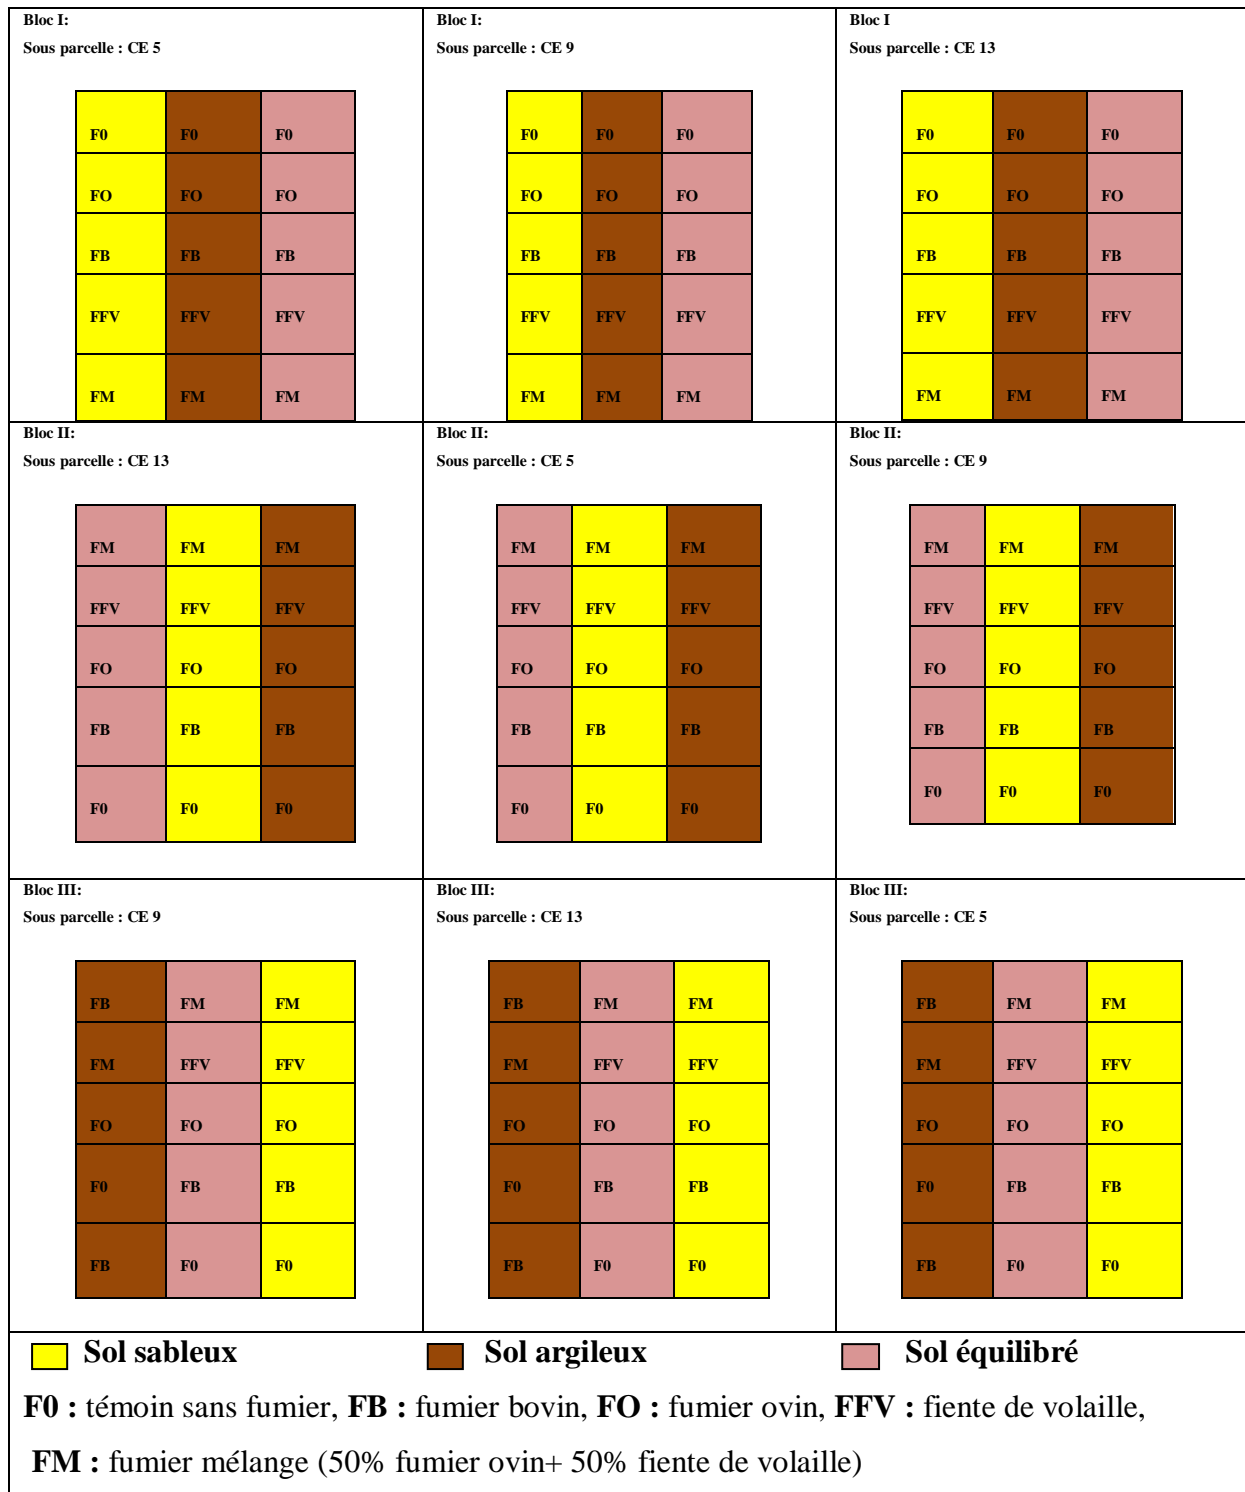 Bloc I:
Sous parcelle : CE 5
F0 F0 F0
FO FO FO
FB FB FB
FFV FFV FFV
FM FM FM
Bloc I:
Sous parcelle : CE 9
F0 F0 F0
FO FO FO
FB FB FB
FFV FFV FFV
FM FM FM
Bloc I
Sous parcelle : CE 13
F0 F0 F0
FO FO FO
FB FB FB
FFV FFV FFV
FM FM FM
Bloc II:
Sous parcelle : CE 13
FM FM FM
FFV FFV FFV
FO FO FO
FB FB FB
F0 F0 F0
Bloc II:
Sous parcelle : CE 5
FM FM FM
FFV FFV FFV
FO FO FO
FB FB FB
F0 F0 F0
Bloc II:
Sous parcelle : CE 9
FM FM FM
FFV FFV FFV
FO FO FO
FB FB FB
F0 F0 F0
Bloc III:
Sous parcelle : CE 9
FB FM FM
FM FFV FFV
FO FO FO
F0 FB FB
FB F0 F0
Bloc III:
Sous parcelle : CE 13
FB FM FM
FM FFV FFV
FO FO FO
F0 FB FB
FB F0 F0
Bloc III:
Sous parcelle : CE 5
FB FM FM
FM FFV FFV
FO FO FO
F0 FB FB
FB F0 F0
Sol sableux Sol argileux Sol équilibré
F0 : témoin sans fumier, FB : fumier bovin, FO : fumier ovin, FFV : fiente de volaille,
FM : fumier mélange (50% fumier ovin+ 50% fiente de volaille)